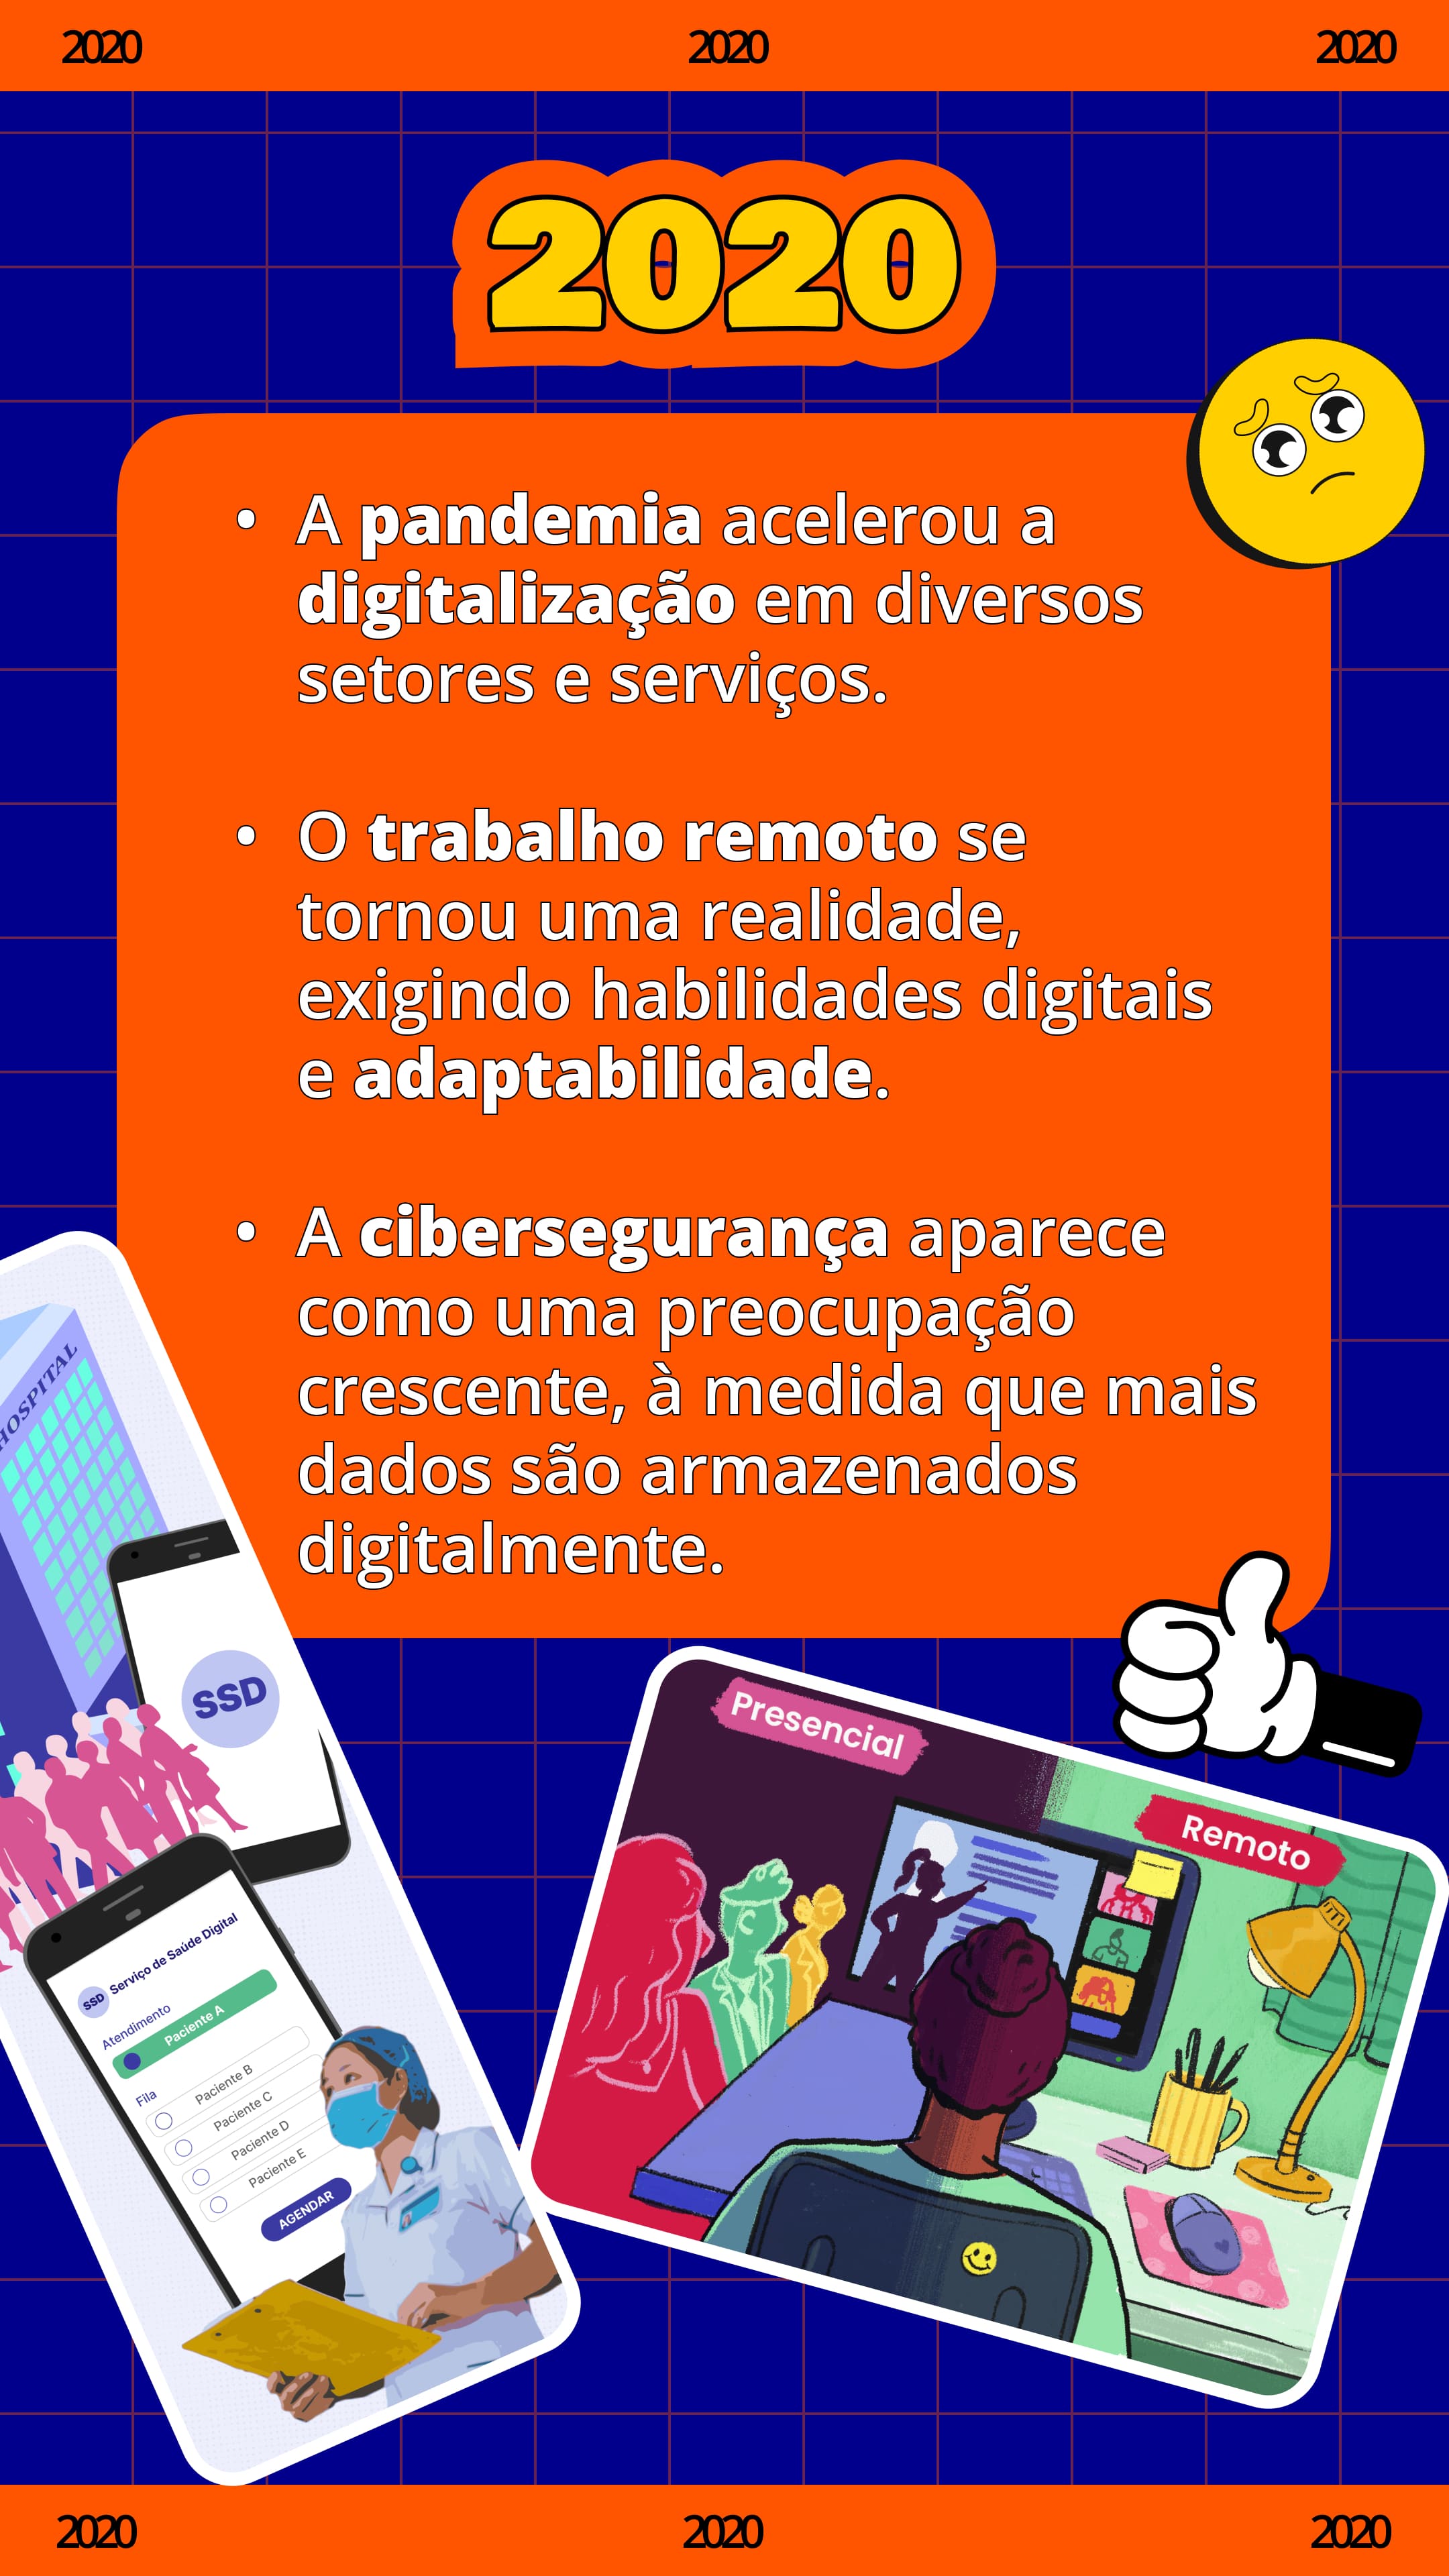 2020 2020 2020
2020
• A pandemia acelerou a
digitalização em diversos
setores e serviços.
• O trabalho remoto se
tornou uma realidade,
exigindo habilidades digitais
e adaptabilidade.
• A cibersegurança aparece
como uma preocupação
crescente, à medida que mais
dados são armazenados
digitalmente.
HOSPITAL
SSD
SSD Serviço de Saúde Digital
Atendimento
Paciente A
Fila
Paciente B
Paciente C
Paciente D
Paciente E
AGENDAR
Presencial
Remoto
2020 2020 2020